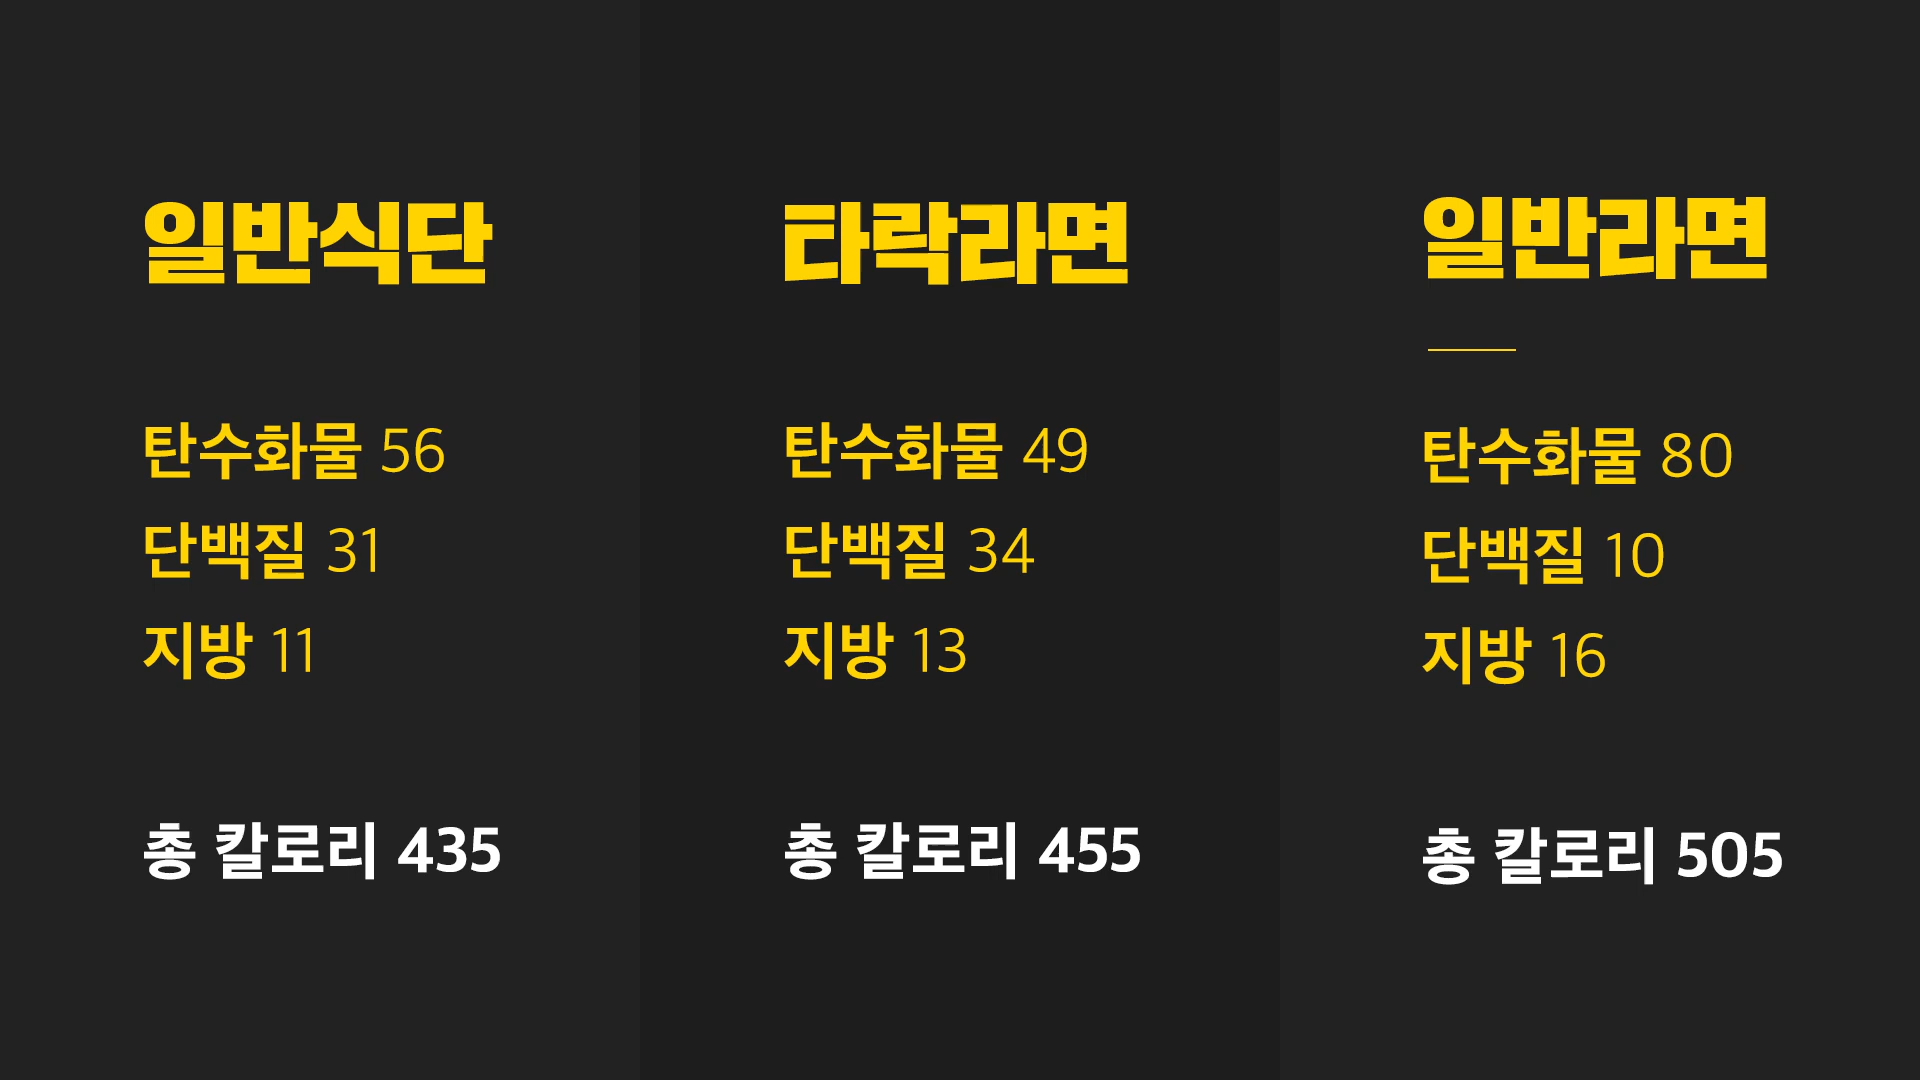 일반식단
탄수화물 56
단백질 31
지방 11
총 칼로리 435
타락라면
탄수화물 49
단백질 34
지방 13
총 칼로리 455
일반라면
탄수화물 80
단백질 10
지방 16
총 칼로리 505